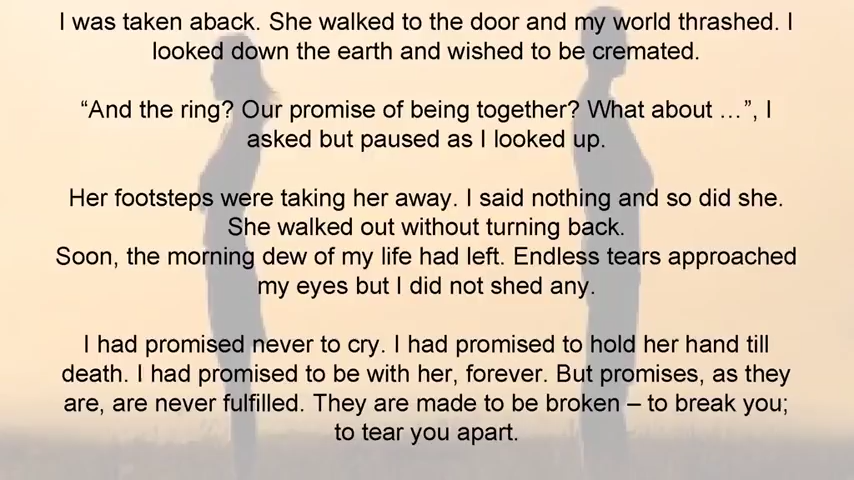 I was taken aback. She walked to the door and my world thrashed. I
looked down the earth and wished to be cremated.
“And the ring? Our promise of being together? What about …”, I
asked but paused as I looked up.
Her footsteps were taking her away. I said nothing and so did she.
She walked out without turning back.
Soon, the morning dew of my life had left. Endless tears approached
my eyes but I did not shed any.
I had promised never to cry. I had promised to hold her hand till
death. I had promised to be with her, forever. But promises, as they
are, are never fulfilled. They are made to be broken – to break you;
to tear you apart.